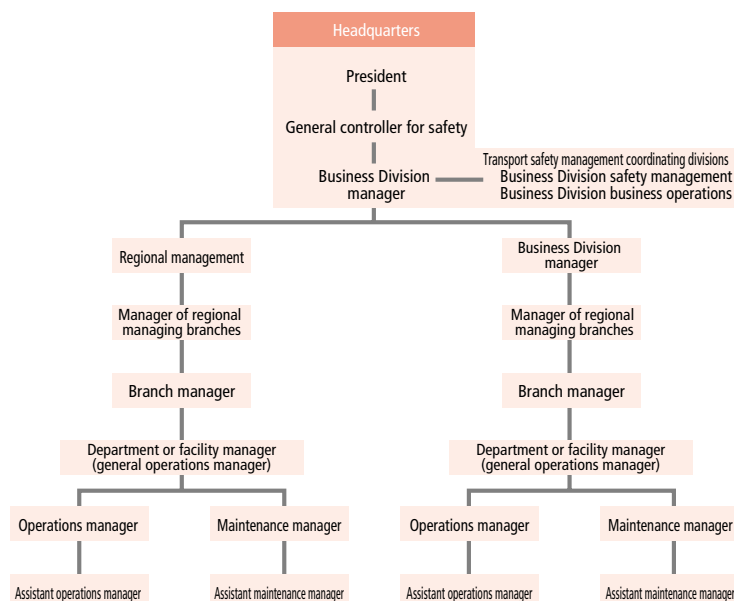 Headquarters
President
General controller for safety
Business Division
manager
Transport safety management coordinating divisions
Business Division safety management
Business Division business operations
Regional management
Business Division
manager
Manager of regional
managing branches
Manager of regional
managing branches
Branch manager
Branch manager
Department or facility manager
(general operations manager)
Department or facility manager
(general operations manager)
Operations manager
Maintenance manager
Operations manager
Maintenance manager
Assistant operations manager
Assistant maintenance manager
Assistant operations manager
Assistant maintenance manager